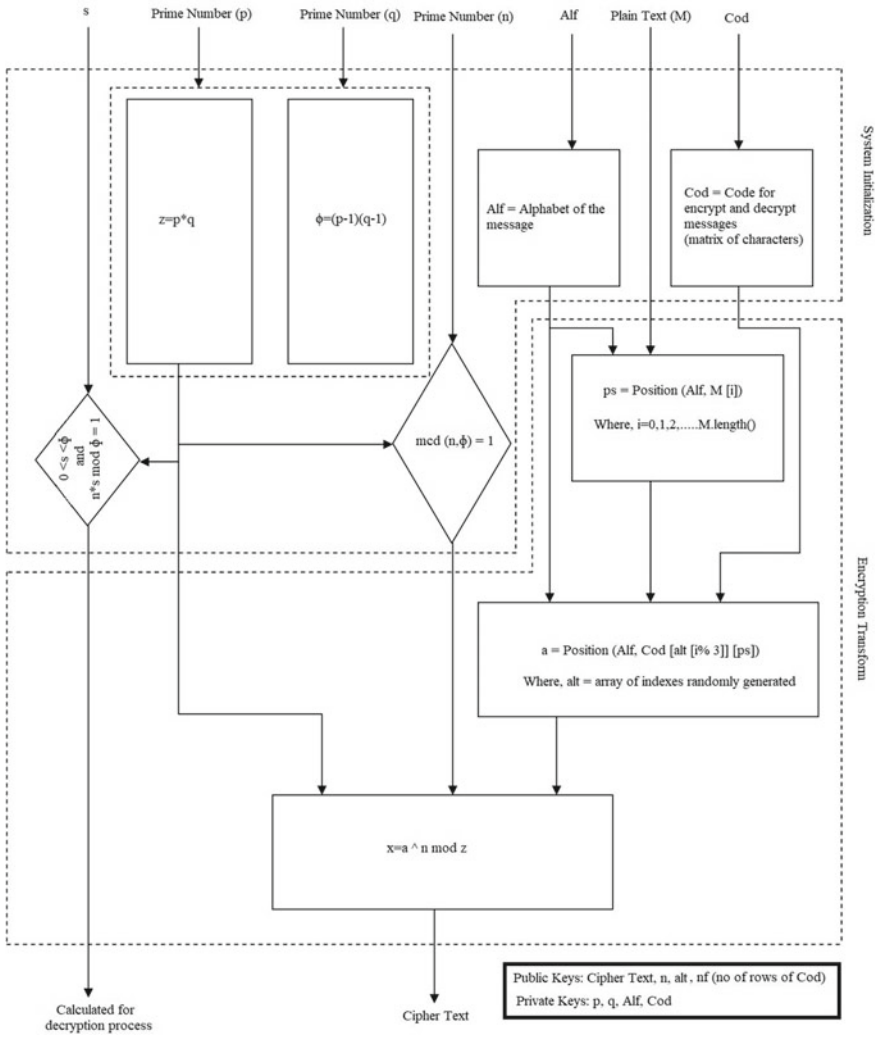 s
Prime Number (p)
Prime Number (q)
Prime Number (n)
Alf
Plain Text (M)
Cod
System Initialization
z=p*q
ϕ=(p-1)(q-1)
Alf = Alphabet of the
message
Cod = Code for
encrypt and decrypt
messages
(matrix of characters)
ps = Position (Alf, M [i])
Where, i=0,1,2,.....M.length()
0 <s <ϕ
and
n*s mod ϕ = 1
mcd (n,ϕ) = 1
Encryption Transform
a = Position (Alf, Cod [alt [i% 3]] [ps])
Where, alt = array of indexes randomly generated
x=a ^ n mod z
Public Keys: Cipher Text, n, alt , nf (no of rows of Cod)
Private Keys: p, q, Alf, Cod
Calculated for
decryption process
Cipher Text